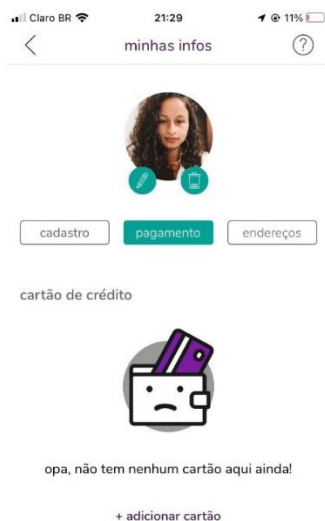 Claro BR 21:29 11%
minhas infos ?
cadastro pagamento endereços
cartão de crédito
opa, não tem nenhum cartão aqui ainda!
+ adicionar cartão